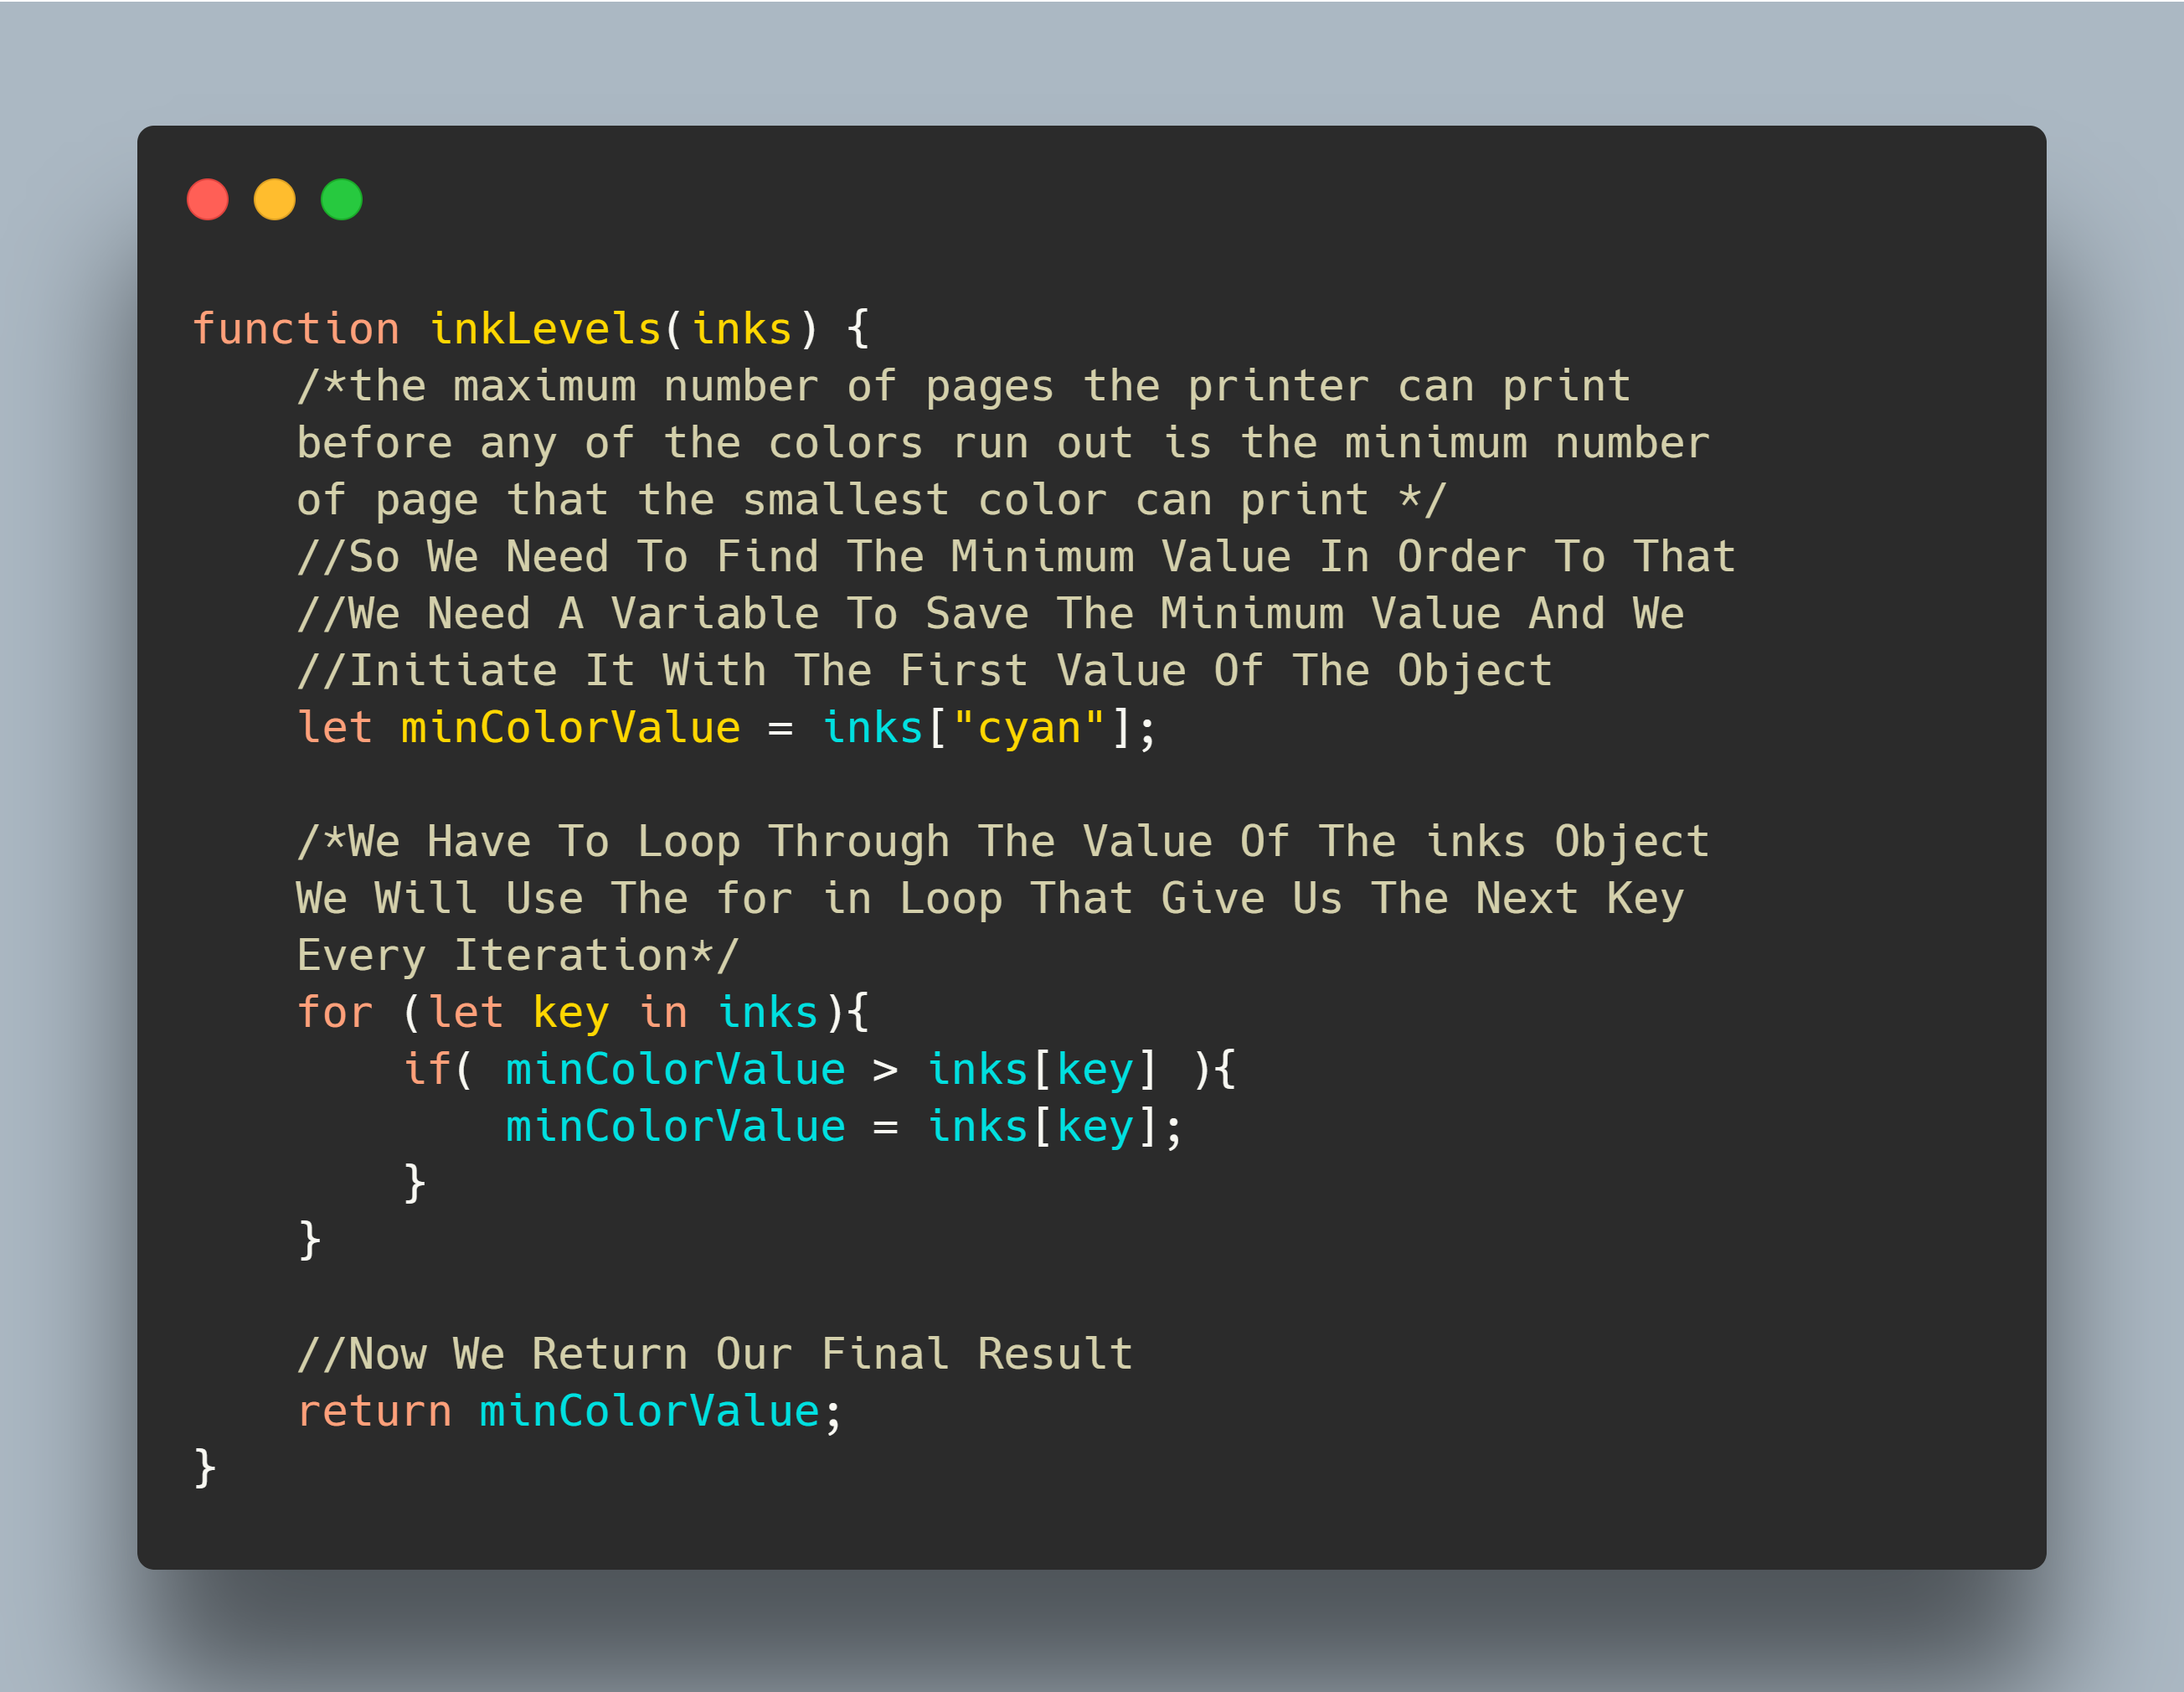 function inkLevels(inks) {
    /*the maximum number of pages the printer can print
    before any of the colors run out is the minimum number
    of page that the smallest color can print */
    //So We Need To Find The Minimum Value In Order To That
    //We Need A Variable To Save The Minimum Value And We
    //Initiate It With The First Value Of The Object
    let minColorValue = inks["cyan"];

    /*We Have To Loop Through The Value Of The inks Object
    We Will Use The for in Loop That Give Us The Next Key
    Every Iteration*/
    for (let key in inks){
        if( minColorValue > inks[key] ){
            minColorValue = inks[key];
        }
    }

    //Now We Return Our Final Result
    return minColorValue;
}